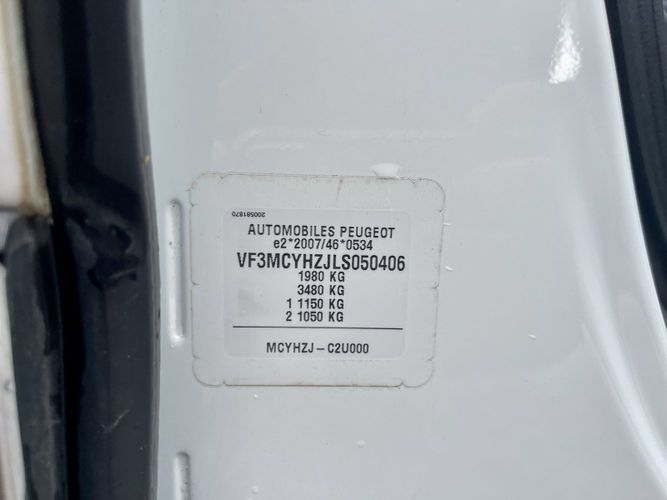 200581870
AUTOMOBILES PEUGEOT
e2*2007/46*0534
VF3MCYHZJLS050406
1980 KG
3480 KG
1 1150 KG
2 1050 KG
MCYHZJ – C2U000